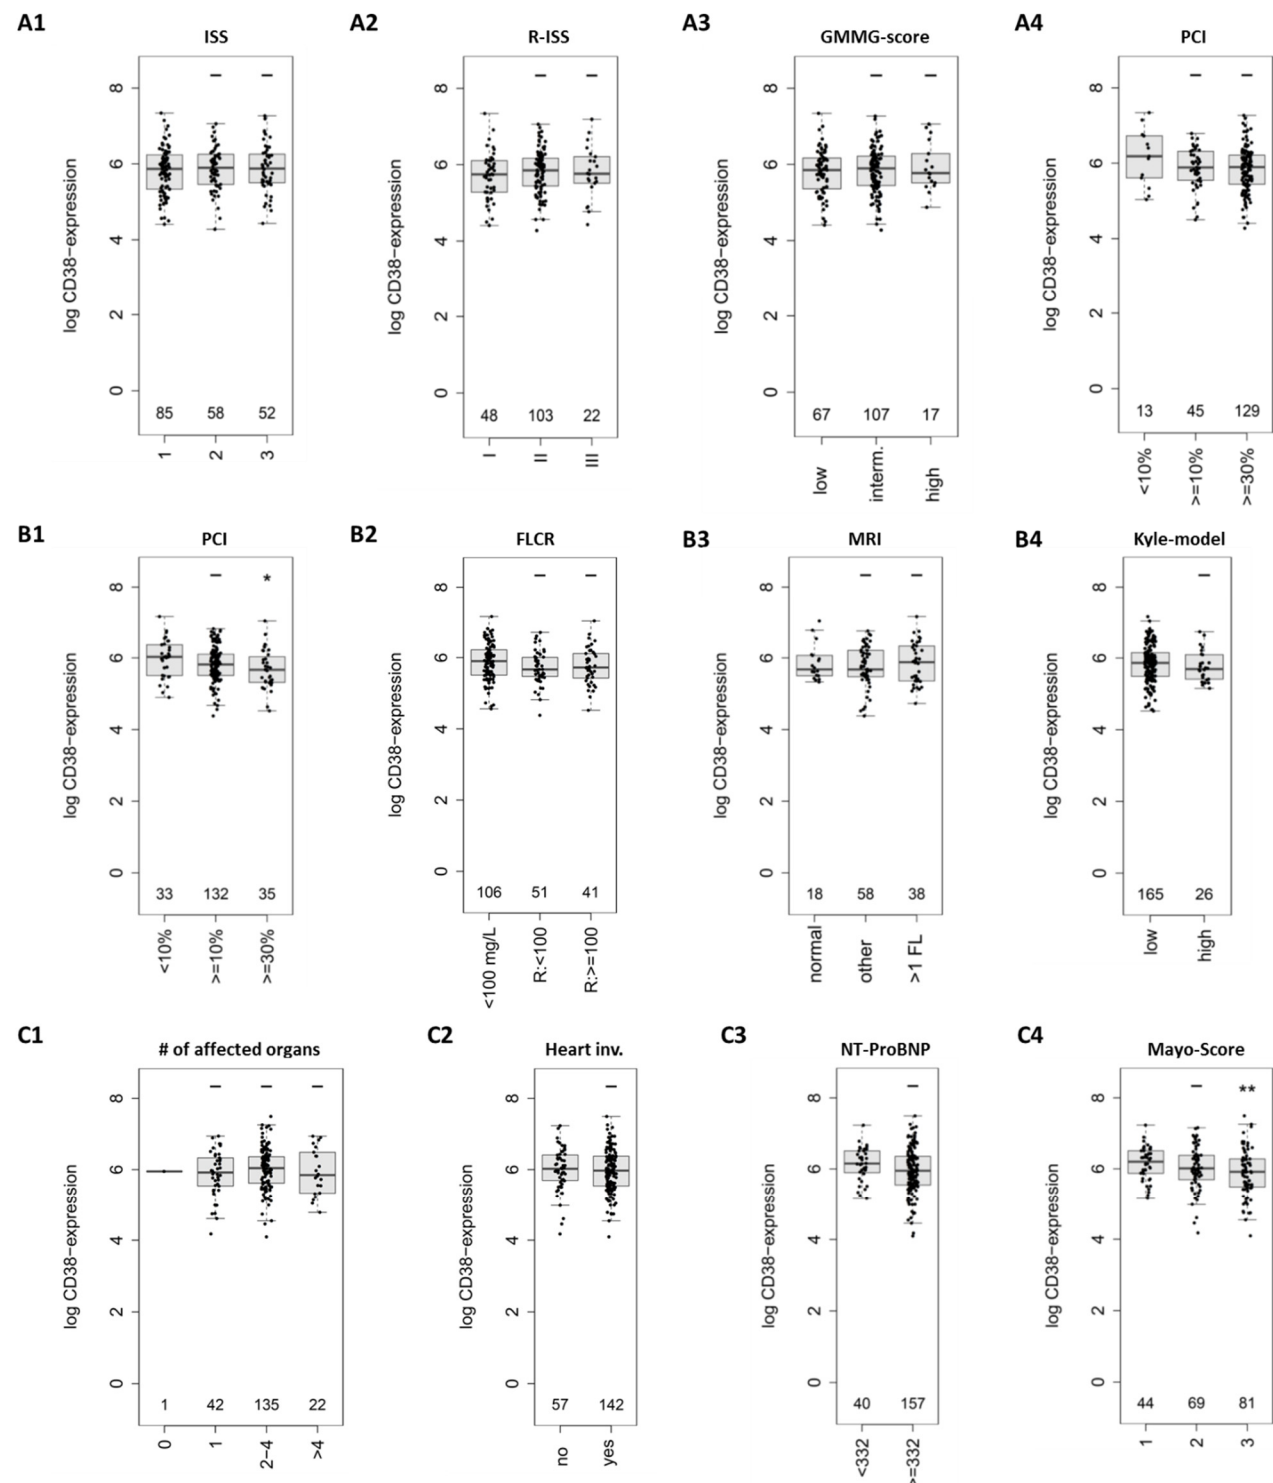 A1
ISS
log CD38−expression
8
6
4
2
0
– –
85 58 52
1 2 3
A2
R-ISS
log CD38−expression
8
6
4
2
0
– –
48 103 22
I II III
A3
GMMG-score
log CD38−expression
8
6
4
2
0
– –
67 107 17
low interm. high
A4
PCI
log CD38−expression
8
6
4
2
0
– –
13 45 129
<10% >=10% >=30%
B1
PCI
log CD38−expression
8
6
4
2
0
– *
33 132 35
<10% >=10% >=30%
B2
FLCR
log CD38−expression
8
6
4
2
0
– –
106 51 41
<100 mg/L R:<100 R:>=100
B3
MRI
log CD38−expression
8
6
4
2
0
– –
18 58 38
normal other >1 FL
B4
Kyle-model
log CD38−expression
8
6
4
2
0
–
165 26
low high
C1
# of affected organs
log CD38−expression
8
6
4
2
0
– – –
1 42 135 22
0 1 2−4 >4
C2
Heart inv.
log CD38−expression
8
6
4
2
0
–
57 142
no yes
C3
NT-ProBNP
log CD38−expression
8
6
4
2
0
–
40 157
<332 >=332
C4
Mayo-Score
log CD38−expression
8
6
4
2
0
– **
44 69 81
1 2 3